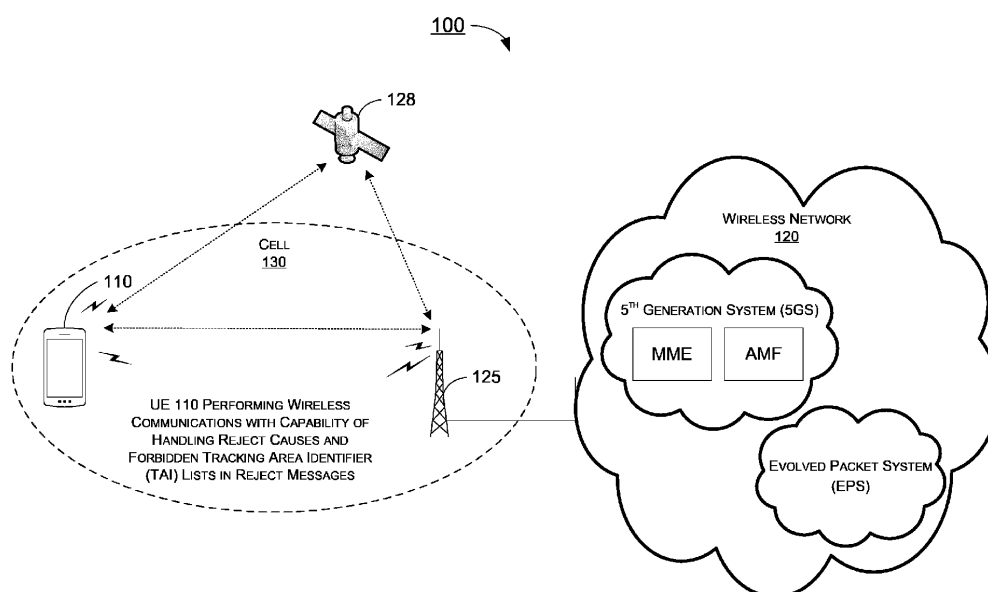 100
128
CELL
130
110
125
UE 110 PERFORMING WIRELESS
COMMUNICATIONS WITH CAPABILITY OF
HANDLING REJECT CAUSES AND
FORBIDDEN TRACKING AREA IDENTIFIER
(TAI) LISTS IN REJECT MESSAGES
WIRELESS NETWORK
120
5TH GENERATION SYSTEM (5GS)
MME
AMF
EVOLVED PACKET SYSTEM
(EPS)